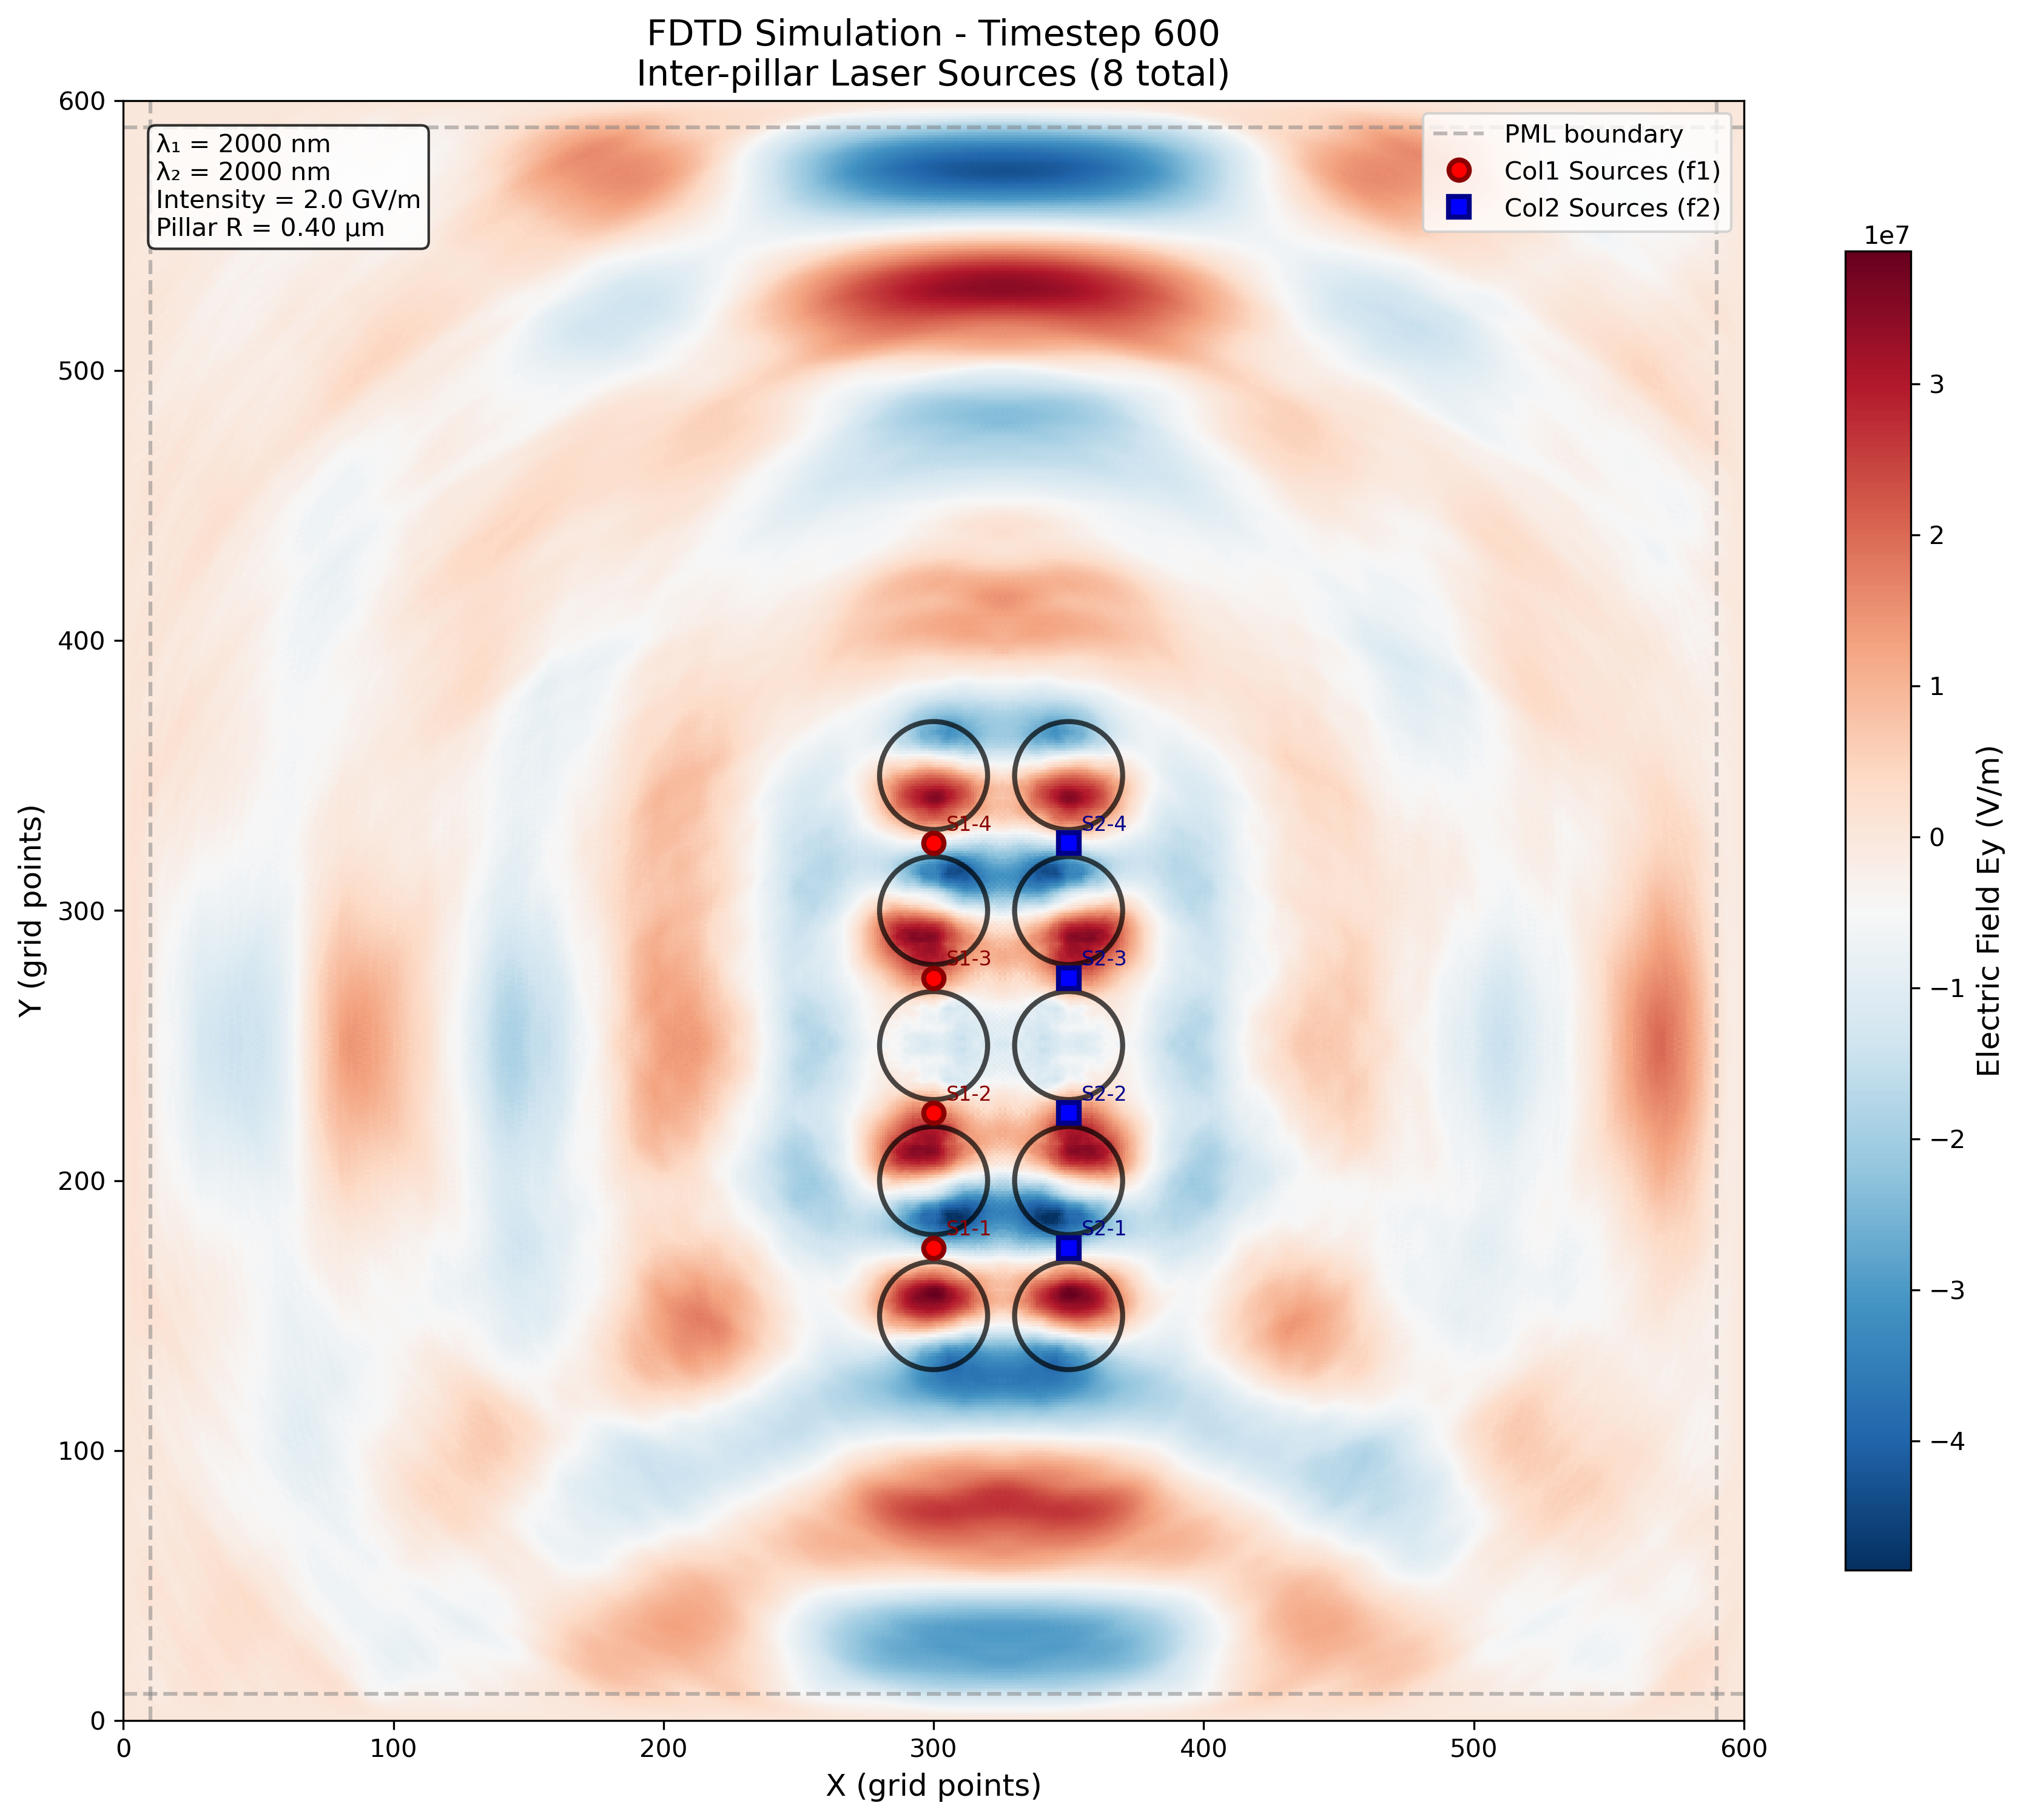 FDTD Simulation - Timestep 600
Inter-pillar Laser Sources (8 total)
λ₁ = 2000 nm
λ₂ = 2000 nm
Intensity = 2.0 GV/m
Pillar R = 0.40 μm
PML boundary
Col1 Sources (f1)
Col2 Sources (f2)
600
500
400
300
200
100
0
Y (grid points)
S1-4
S2-4
S1-3
S2-3
S1-2
S2-2
S1-1
S2-1
0
100
200
300
400
500
600
X (grid points)
1e7
3
2
1
0
−1
−2
−3
−4
Electric Field Ey (V/m)